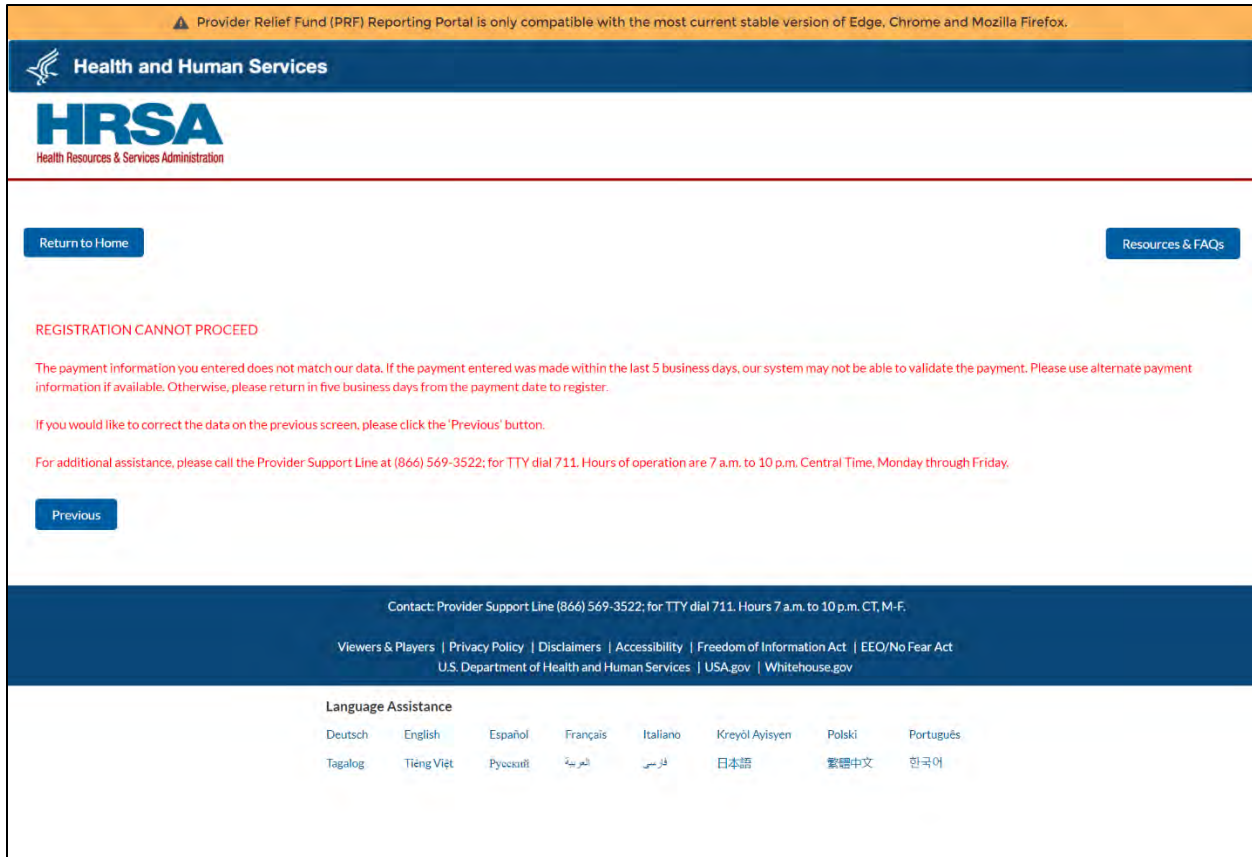 Provider Relief Fund (PRF) Reporting Portal is only compatible with the most current stable version of Edge, Chrome and Mozilla Firefox.
Health and Human Services
HRSA
Health Resources & Services Administration
Return to Home
Resources & FAQs
REGISTRATION CANNOT PROCEED
The payment information you entered does not match our data. If the payment entered was made within the last 5 business days, our system may not be able to validate the payment. Please use alternate payment
information if available. Otherwise, please return in five business days from the payment date to register.
If you would like to correct the data on the previous screen, please click the 'Previous' button.
For additional assistance, please call the Provider Support Line at (866) 569-3522; for TTY dial 711. Hours of operation are 7 a.m. to 10 p.m. Central Time, Monday through Friday.
Previous
Contact: Provider Support Line (866) 569-3522; for TTY dial 711. Hours 7 a.m. to 10 p.m. CT, M-F.
Viewers & Players | Privacy Policy | Disclaimers | Accessibility | Freedom of Information Act | EEO/No Fear Act
U.S. Department of Health and Human Services | USA.gov | Whitehouse.gov
Language Assistance
Deutsch English Español Français Italiano Kreyòl Ayisyen Polski Português
Tagalog Tiếng Việt Русский العربية فارسی 日本語 繁體中文 한국어